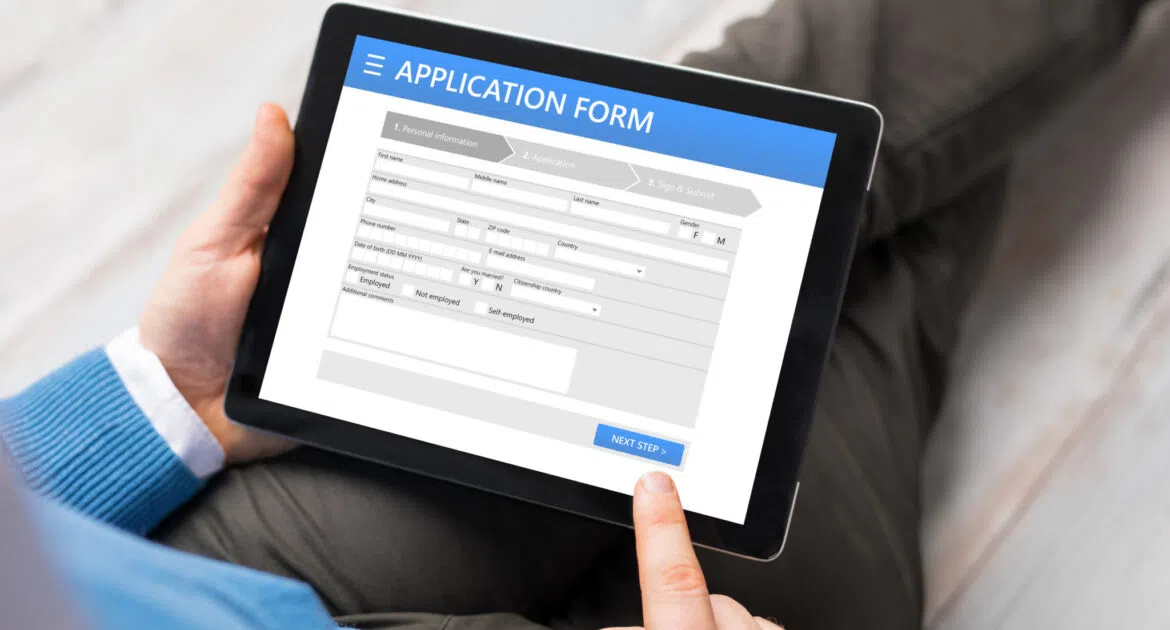 APPLICATION FORM
1. Personal information
2. Application
3. Sign & Submit
First name
Middle name
Last name
Gender
F M
Home address
City
State
ZIP code
Country
Phone number
E-mail address
Date of birth (DD MM YYYY)
Are you married?
Y N
Citizenship country
Employment status
Employed
Not employed
Self-employed
Additional comments
NEXT STEP >